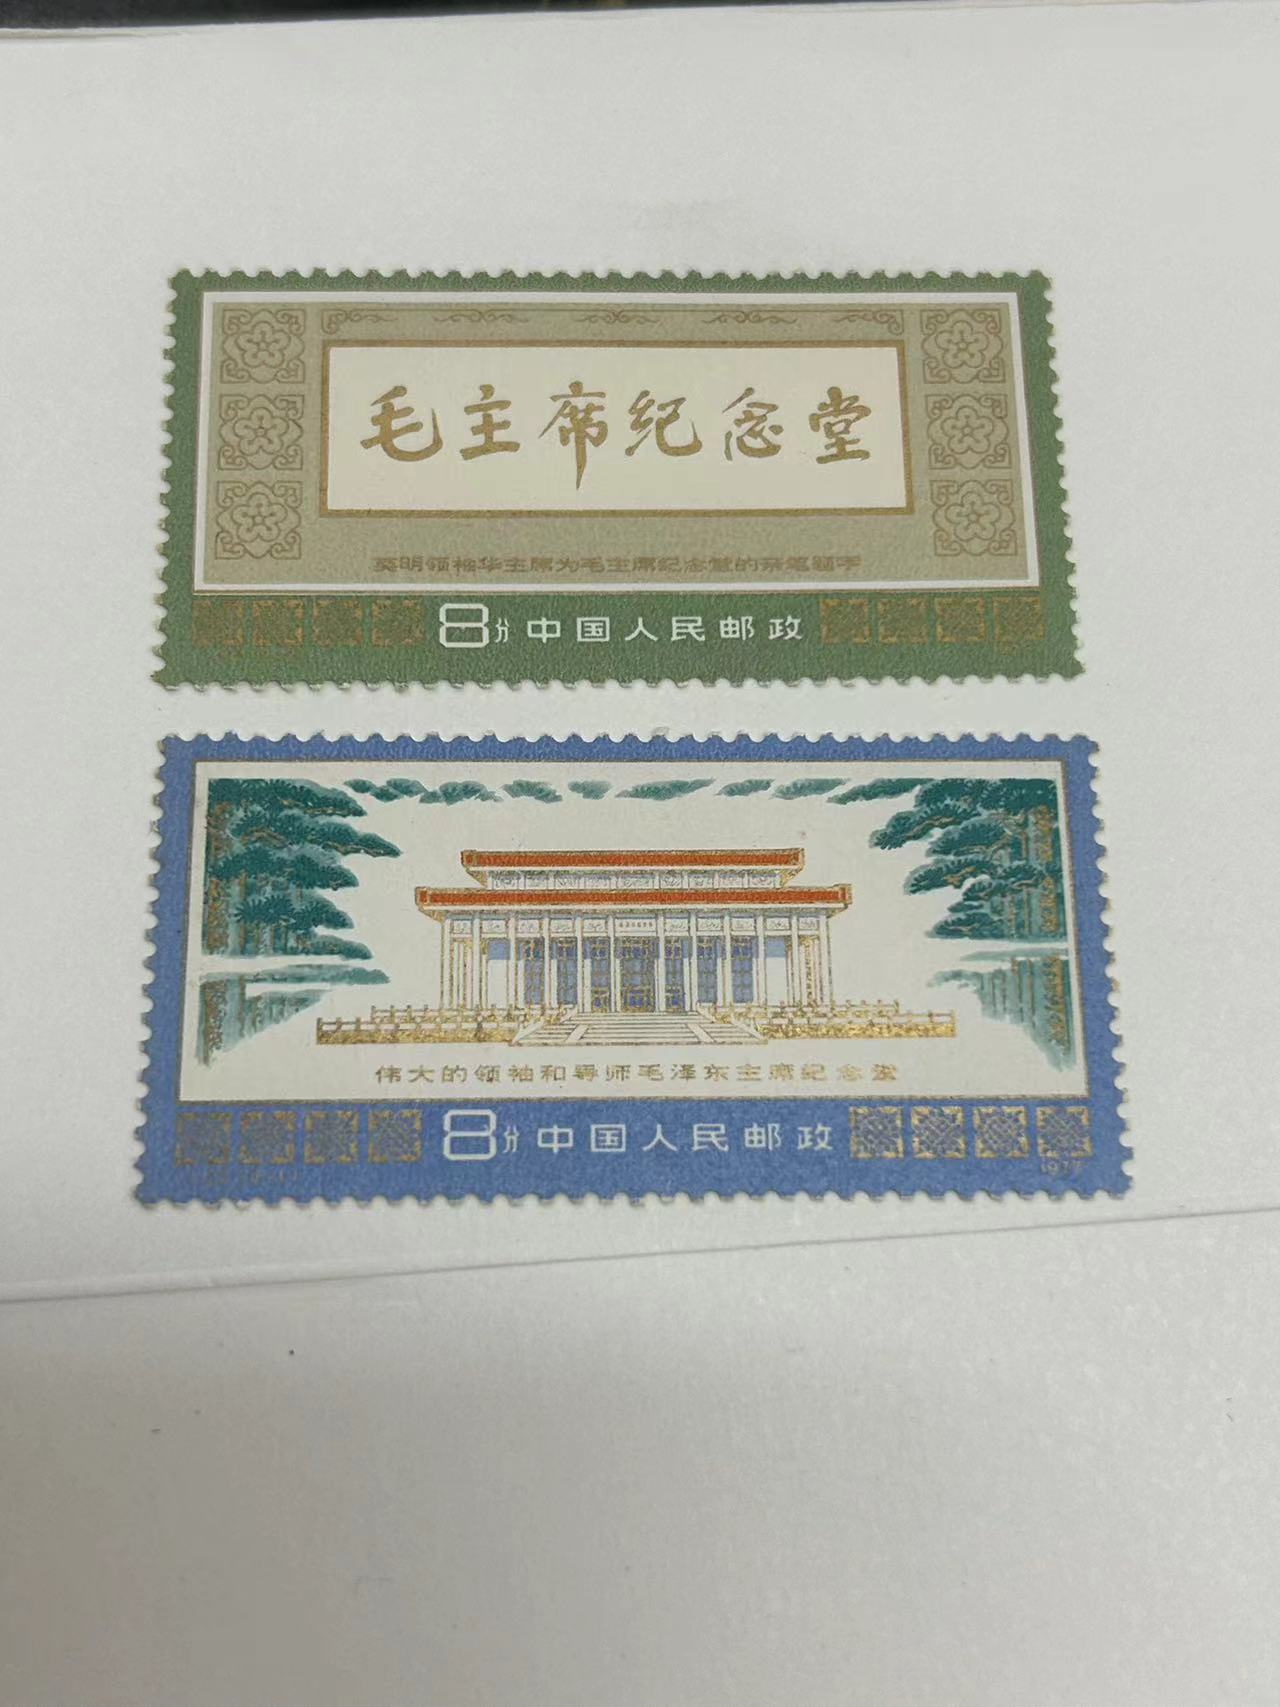 毛主席纪念堂
英明领袖华主席为毛主席纪念堂的亲笔题字
8分 中国人民邮政
伟大的领袖和导师毛泽东主席纪念堂
8分 中国人民邮政
1977